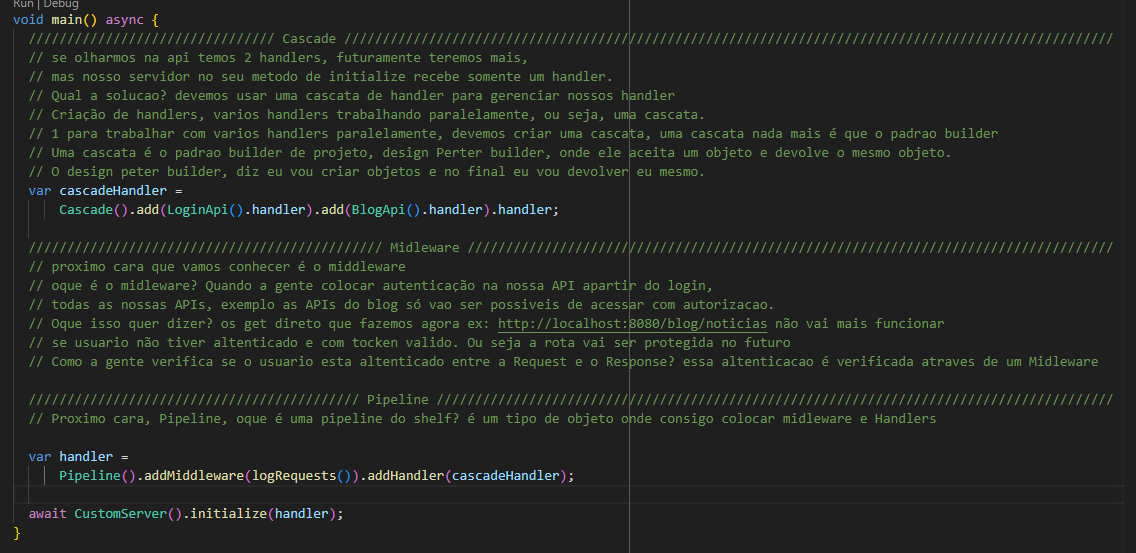 Run | Debug
void main() async {
//////////////////////////////// Cascade ////////////////////////////////////////////////////////////////////////////////////////////////////
// se olharmos na api temos 2 handlers, futuramente teremos mais,
// mas nosso servidor no seu metodo de initialize recebe somente um handler.
// Qual a solucao? devemos usar uma cascata de handler para gerenciar nossos handler
// Criação de handlers, varios handlers trabalhando paralelamente, ou seja, uma cascata.
// 1 para trabalhar com varios handlers paralelamente, devemos criar uma cascata, uma cascata nada mais é que o padrao builder
// Uma cascata é o padrao builder de projeto, design Perter builder, onde ele aceita um objeto e devolve o mesmo objeto.
// O design peter builder, diz eu vou criar objetos e no final eu vou devolver eu mesmo.
var cascadeHandler =
Cascade().add(LoginApi().handler).add(BlogApi().handler).handler;
////////////////////////////////////////////// Midleware ////////////////////////////////////////////////////////////////////////////////////
// proximo cara que vamos conhecer é o middleware
// oque é o midleware? Quando a gente colocar autenticação na nossa API apartir do login,
// todas as nossas APIs, exemplo as APIs do blog só vao ser possiveis de acessar com autorizacao.
// Oque isso quer dizer? os get direto que fazemos agora ex: http://localhost:8080/blog/noticias não vai mais funcionar
// se usuario não tiver altenticado e com tocken valido. Ou seja a rota vai ser protegida no futuro
// Como a gente verifica se o usuario esta altenticado entre a Request e o Response? essa altenticacao é verificada atraves de um Midleware
/////////////////////////////////////////// Pipeline ////////////////////////////////////////////////////////////////////////////////////////
// Proximo cara, Pipeline, oque é uma pipeline do shelf? é um tipo de objeto onde consigo colocar midleware e Handlers
var handler =
Pipeline().addMiddleware(logRequests()).addHandler(cascadeHandler);
await CustomServer().initialize(handler);
}